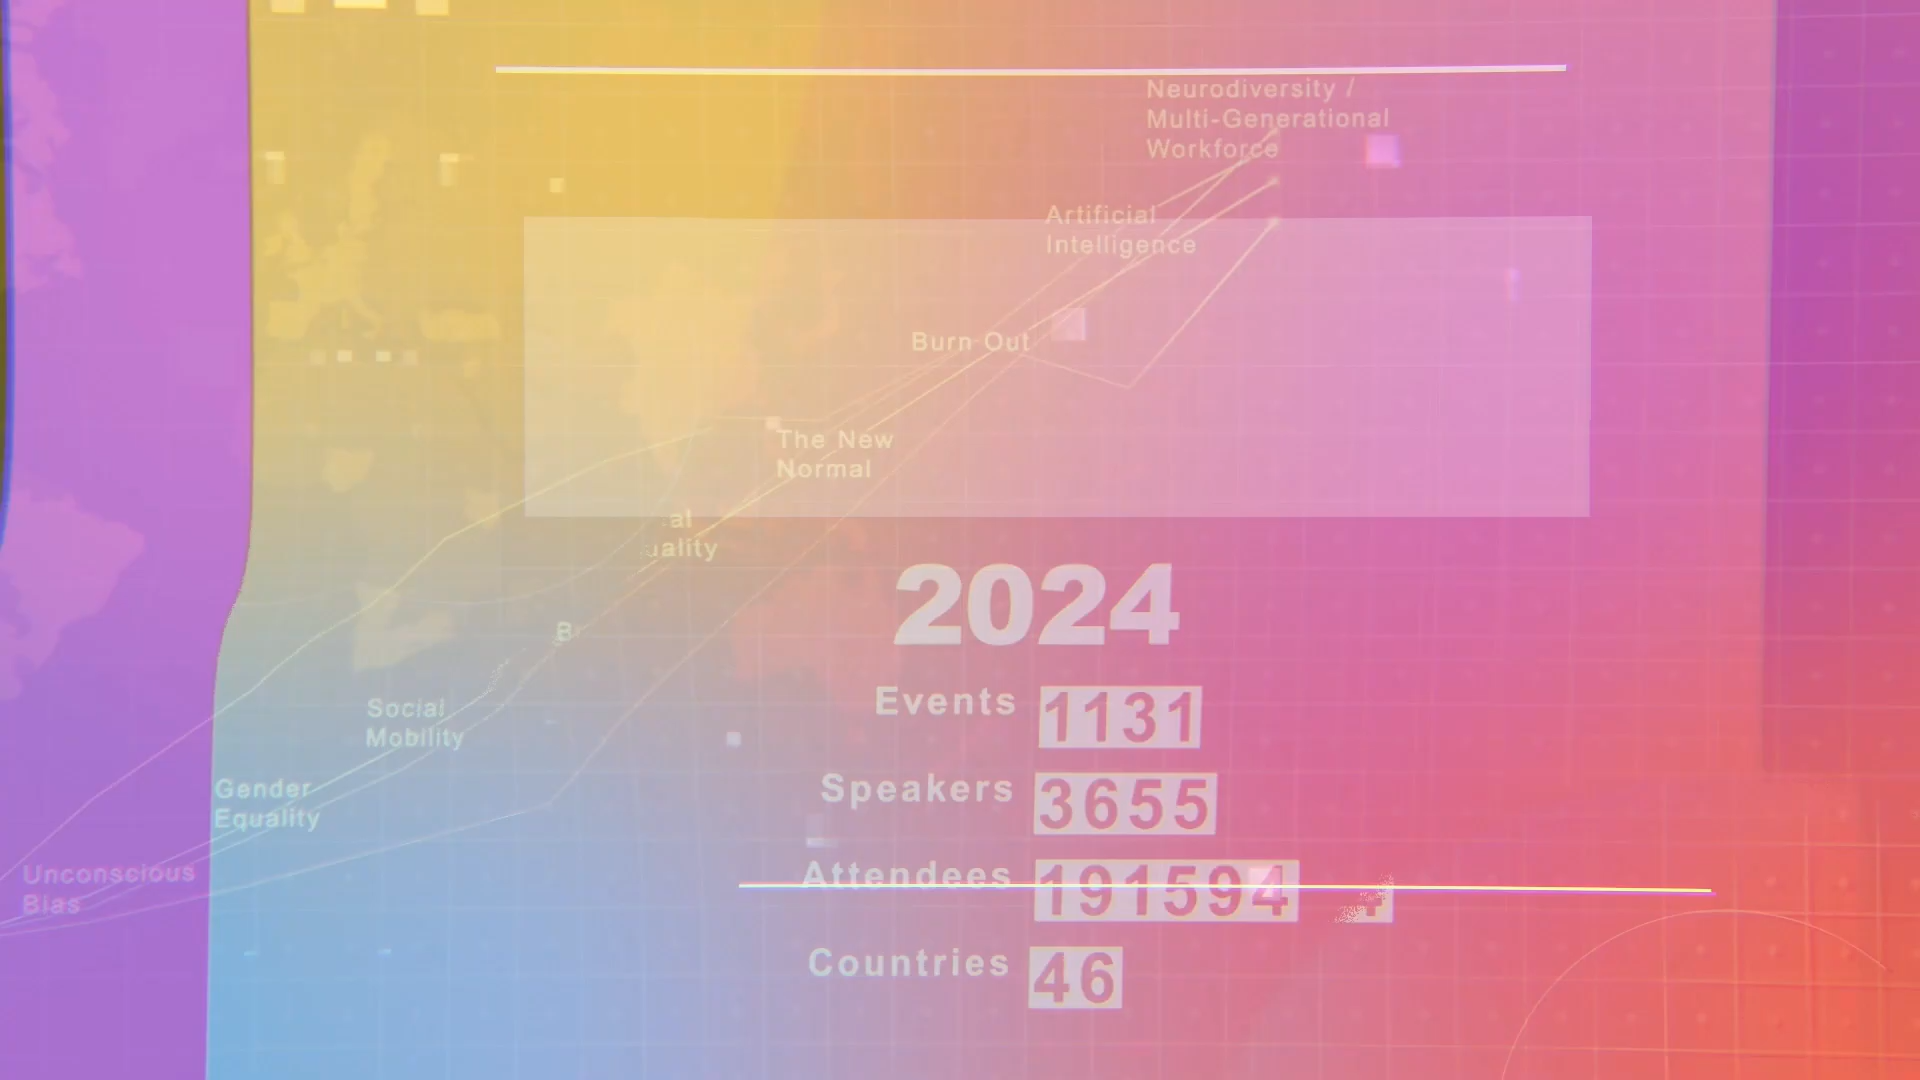 Neurodiversity /
Multi-Generational
Workforce
Artificial
Intelligence
Burn Out
The New
Normal
Social
Mobility
Gender
Equality
Unconscious
Bias
2024
Events 1131
Speakers 3655
Attendees 191594
Countries 46